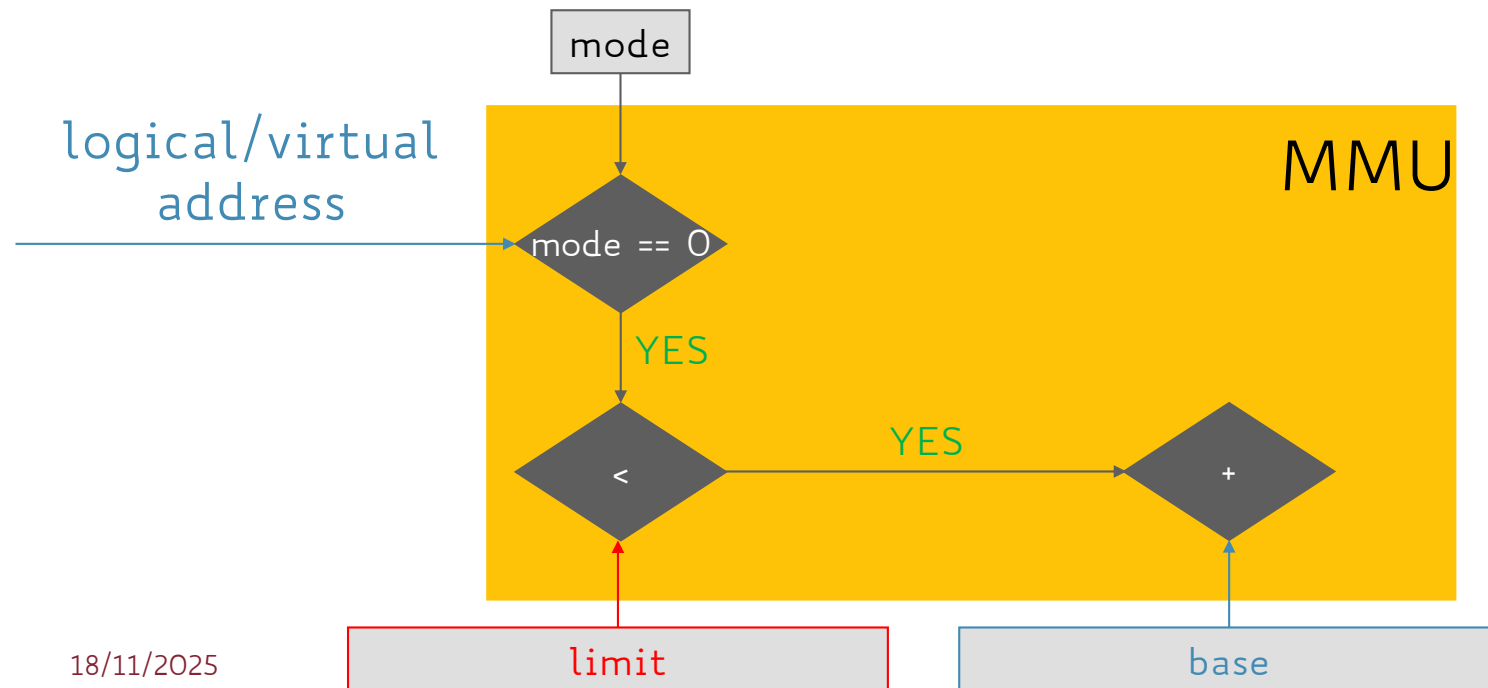 mode
logical/virtual
address
MMU
mode == 0
YES
<
YES
+
18/11/2025
limit
base